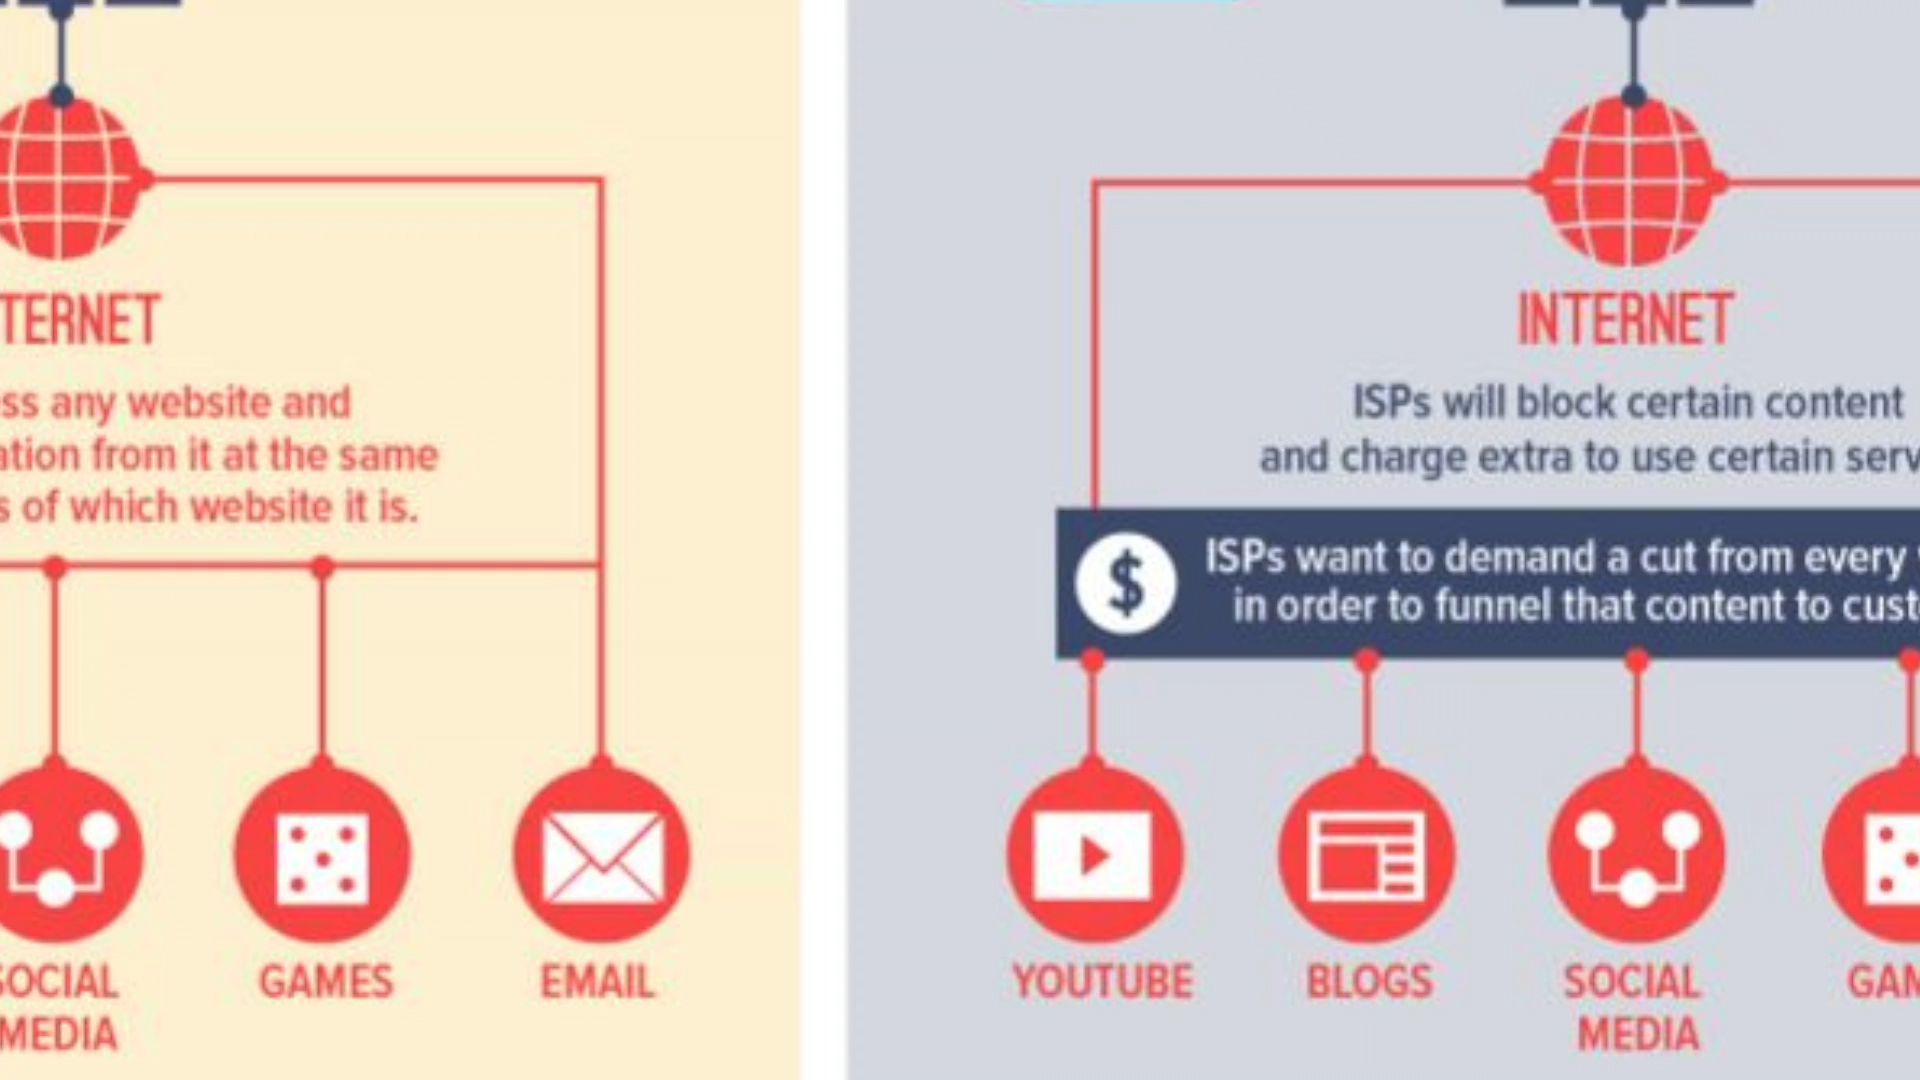 TERNET
ss any website and
ation from it at the same
s of which website it is.
SOCIAL
MEDIA
GAMES
EMAIL
INTERNET
ISPs will block certain content
and charge extra to use certain serv
ISPs want to demand a cut from every
in order to funnel that content to cust
YOUTUBE
BLOGS
SOCIAL
MEDIA
GAM